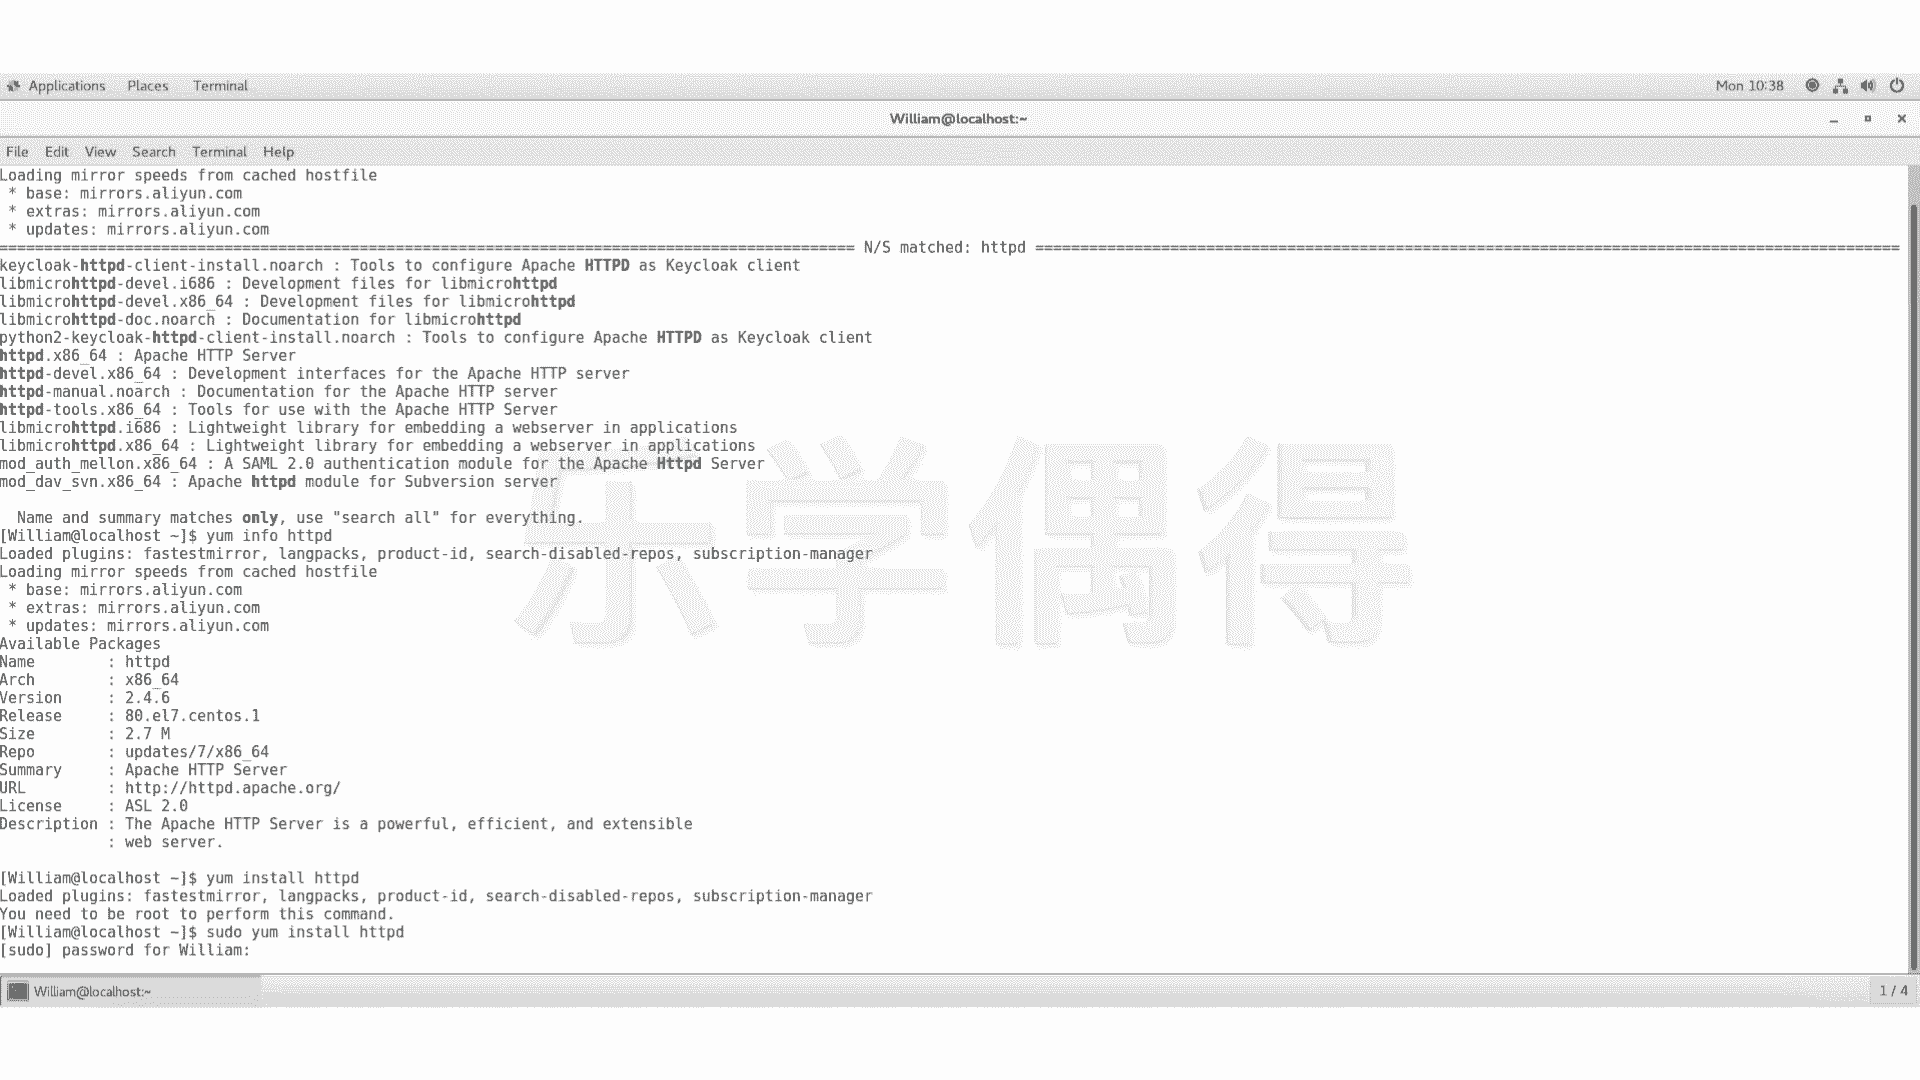 Applications Places Terminal Mon 10:38
William@localhost:~
File Edit View Search Terminal Help
Loading mirror speeds from cached hostfile
 * base: mirrors.aliyun.com
 * extras: mirrors.aliyun.com
 * updates: mirrors.aliyun.com
=============================================================================================== N/S matched: httpd ================================================================================================
keycloak-httpd-client-install.noarch : Tools to configure Apache HTTPD as Keycloak client
libmicrohttpd-devel.i686 : Development files for libmicrohttpd
libmicrohttpd-devel.x86_64 : Development files for libmicrohttpd
libmicrohttpd-doc.noarch : Documentation for libmicrohttpd
python2-keycloak-httpd-client-install.noarch : Tools to configure Apache HTTPD as Keycloak client
httpd.x86_64 : Apache HTTP Server
httpd-devel.x86_64 : Development interfaces for the Apache HTTP server
httpd-manual.noarch : Documentation for the Apache HTTP server
httpd-tools.x86_64 : Tools for use with the Apache HTTP Server
libmicrohttpd.i686 : Lightweight library for embedding a webserver in applications
libmicrohttpd.x86_64 : Lightweight library for embedding a webserver in applications
mod_auth_mellon.x86_64 : A SAML 2.0 authentication module for the Apache Httpd Server
mod_dav_svn.x86_64 : Apache httpd module for Subversion server
  Name and summary matches only, use "search all" for everything.
[William@localhost ~]$ yum info httpd
Loaded plugins: fastestmirror, langpacks, product-id, search-disabled-repos, subscription-manager
Loading mirror speeds from cached hostfile
 * base: mirrors.aliyun.com
 * extras: mirrors.aliyun.com
 * updates: mirrors.aliyun.com
Available Packages
Name        : httpd
Arch        : x86_64
Version     : 2.4.6
Release     : 80.el7.centos.1
Size        : 2.7 M
Repo        : updates/7/x86_64
Summary     : Apache HTTP Server
URL         : http://httpd.apache.org/
License     : ASL 2.0
Description : The Apache HTTP Server is a powerful, efficient, and extensible
            : web server.
[William@localhost ~]$ yum install httpd
Loaded plugins: fastestmirror, langpacks, product-id, search-disabled-repos, subscription-manager
You need to be root to perform this command.
[William@localhost ~]$ sudo yum install httpd
[sudo] password for William:
乐学偶得
William@localhost:~ 1 / 4